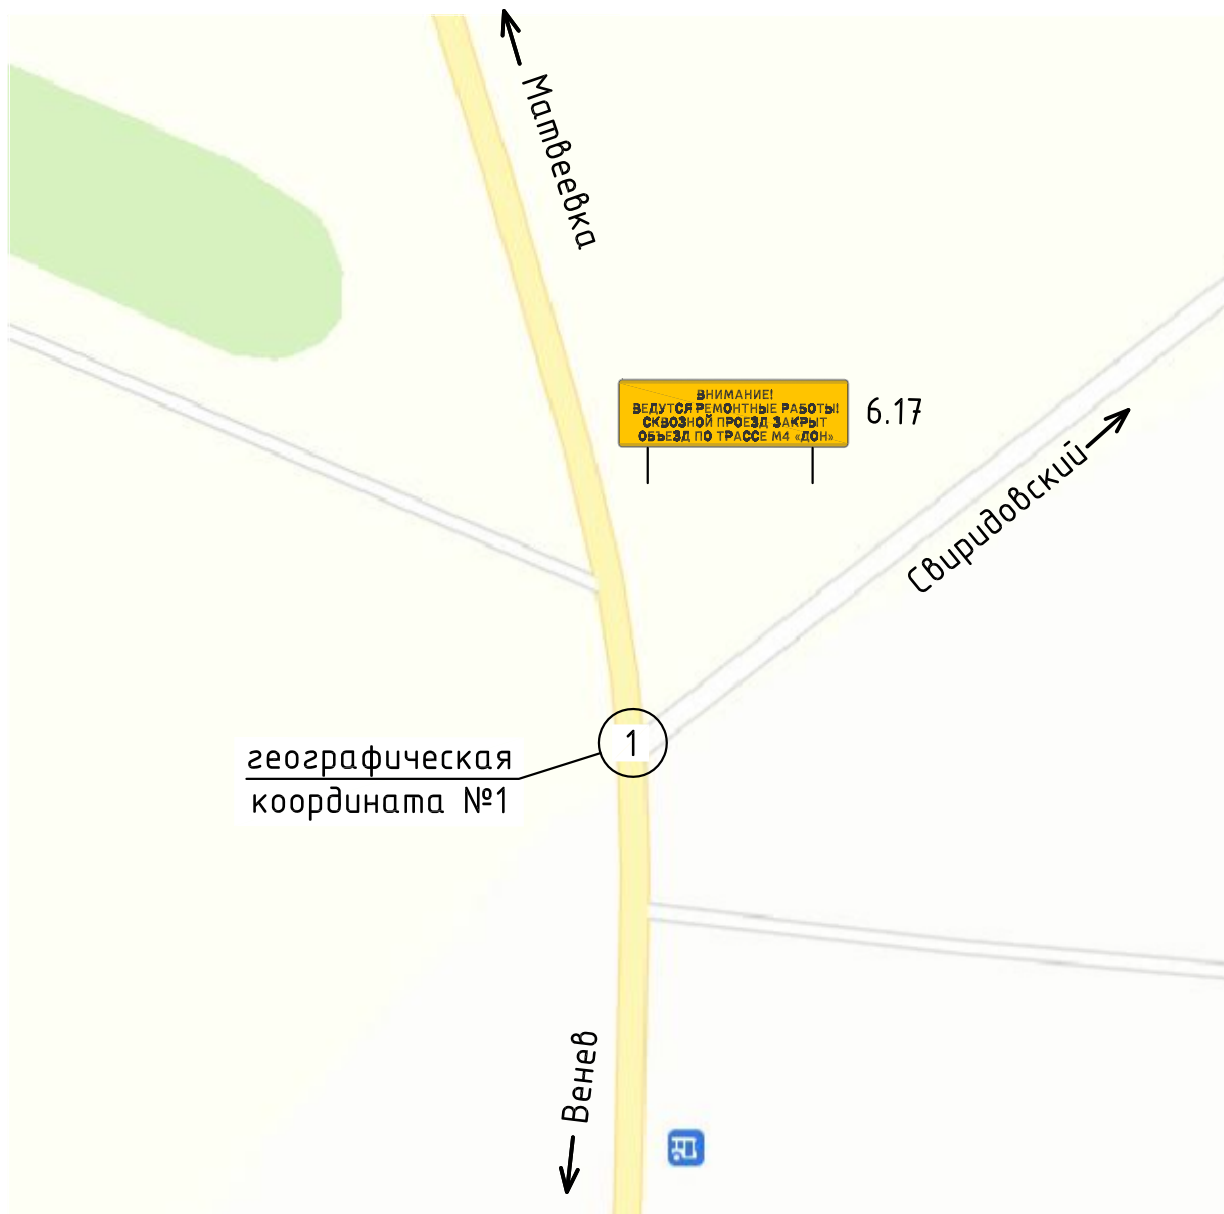 Матвеевка
ВНИМАНИЕ!
ВЕДУТСЯ РЕМОНТНЫЕ РАБОТЫ!
СКВОЗНОЙ ПРОЕЗД ЗАКРЫТ
ОБЪЕЗД ПО ТРАССЕ М4 «ДОН»
6.17
Свиридовский
1
географическая
координата №1
Венев